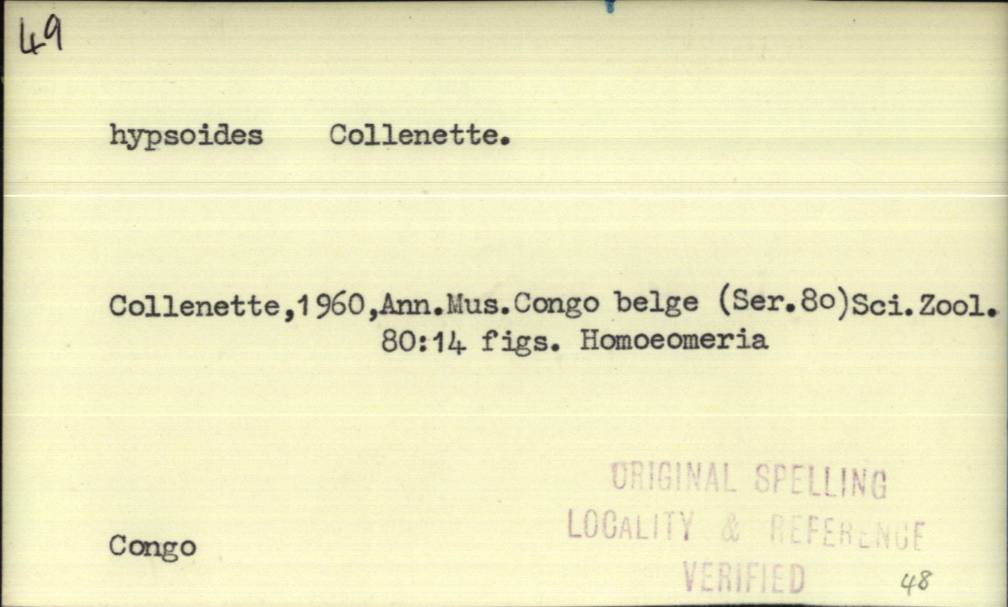 49
hypsoides Collenette.
Collenette,1960,Ann.Mus.Congo belge (Ser.8o)Sci.Zool.
80:14 figs. Homoeomeria
ORIGINAL SPELLING
LOCALITY & REFERENCE
Congo
VERIFIED
48